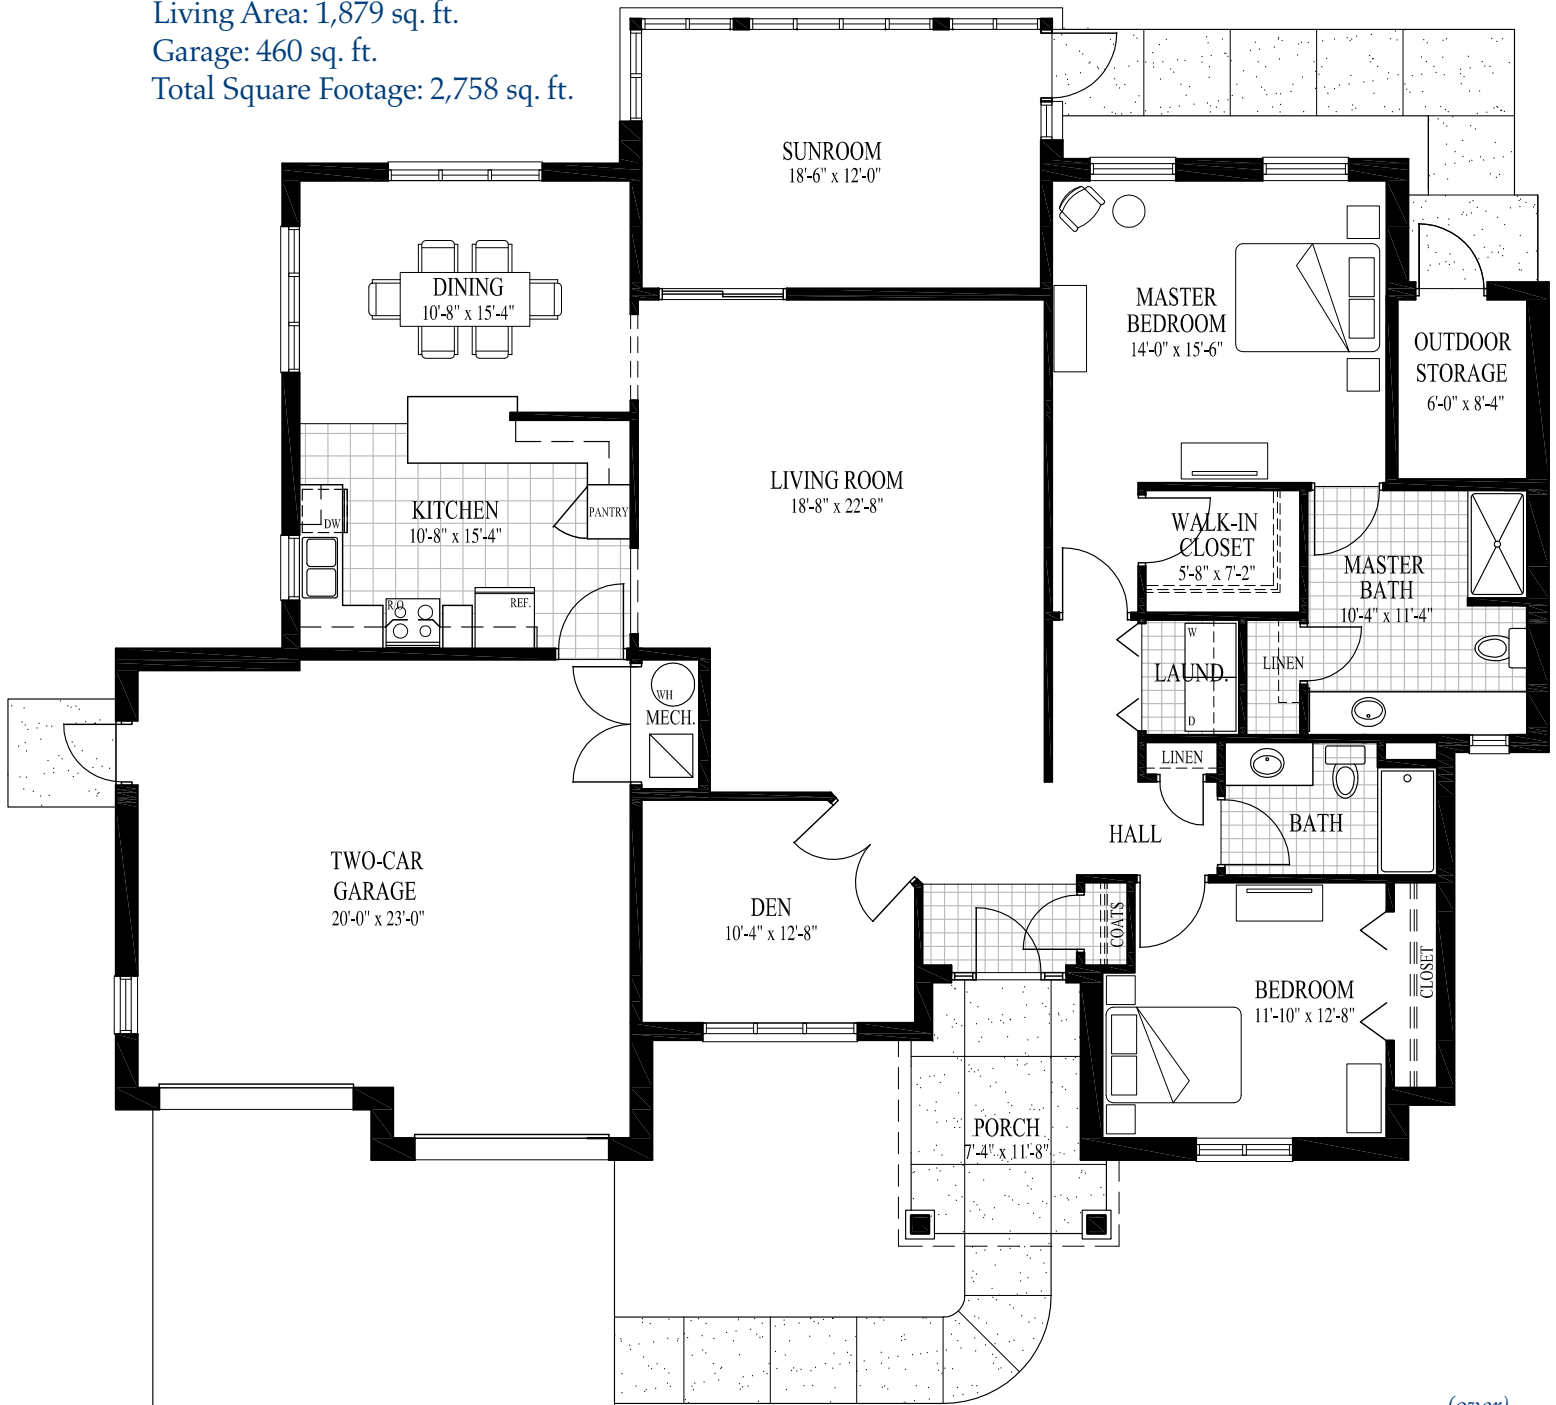 Living Area: 1,879 sq. ft.
Garage: 460 sq. ft.
Total Square Footage: 2,758 sq. ft.
SUNROOM
18'-6" x 12'-0"
DINING
10'-8" x 15'-4"
MASTER
BEDROOM
14'-0" x 15'-6"
OUTDOOR
STORAGE
6'-0" x 8'-4"
LIVING ROOM
18'-8" x 22'-8"
KITCHEN
10'-8" x 15'-4"
DW
PANTRY
R/O
REF.
WALK-IN
CLOSET
5'-8" x 7'-2"
MASTER
BATH
10'-4" x 11'-4"
W
LAUND.
D
LINEN
WH
MECH.
LINEN
BATH
HALL
TWO-CAR
GARAGE
20'-0" x 23'-0"
DEN
10'-4" x 12'-8"
COATS
BEDROOM
11'-10" x 12'-8"
CLOSET
PORCH
7'-4" x 11'-8"
(over)